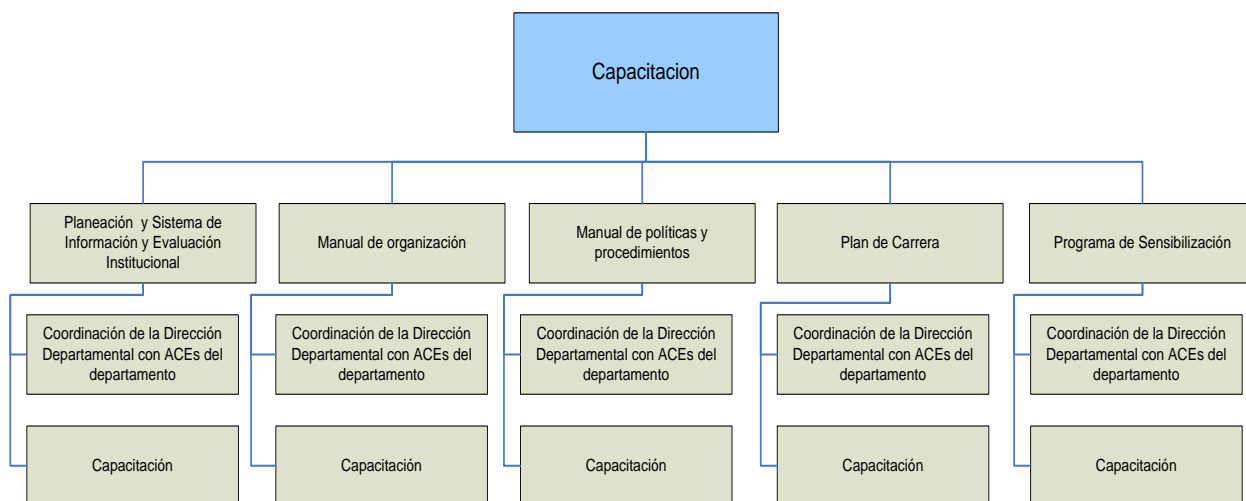 Capacitacion
Planeación y Sistema de
Información y Evaluación
Institucional
Manual de organización
Manual de políticas y
procedimientos
Plan de Carrera
Programa de Sensibilización
Coordinación de la Dirección
Departamental con ACEs del
departamento
Coordinación de la Dirección
Departamental con ACEs del
departamento
Coordinación de la Dirección
Departamental con ACEs del
departamento
Coordinación de la Dirección
Departamental con ACEs del
departamento
Coordinación de la Dirección
Departamental con ACEs del
departamento
Capacitación
Capacitación
Capacitación
Capacitación
Capacitación